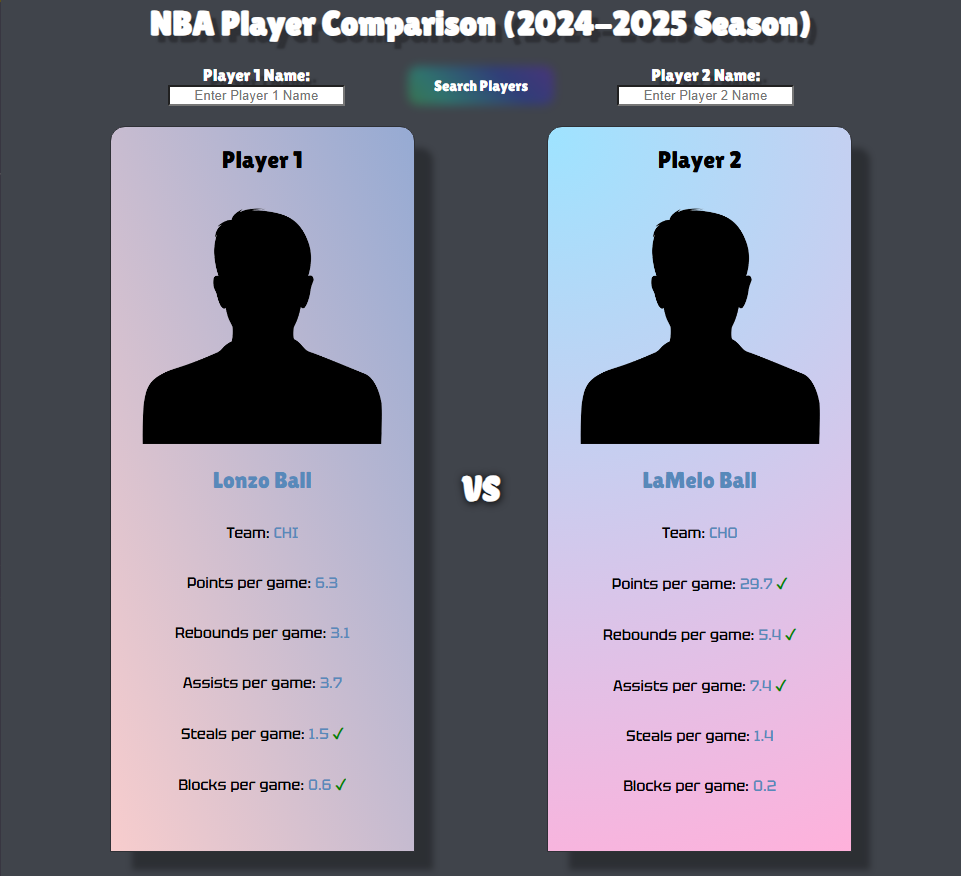 NBA Player Comparison (2024–2025 Season)
Player 1 Name:
Enter Player 1 Name
Search Players
Player 2 Name:
Enter Player 2 Name
Player 1
Lonzo Ball
Team: CHI
Points per game: 6.3
Rebounds per game: 3.1
Assists per game: 3.7
Steals per game: 1.5 ✓
Blocks per game: 0.6 ✓
VS
Player 2
LaMelo Ball
Team: CHO
Points per game: 29.7 ✓
Rebounds per game: 5.4 ✓
Assists per game: 7.4 ✓
Steals per game: 1.4
Blocks per game: 0.2